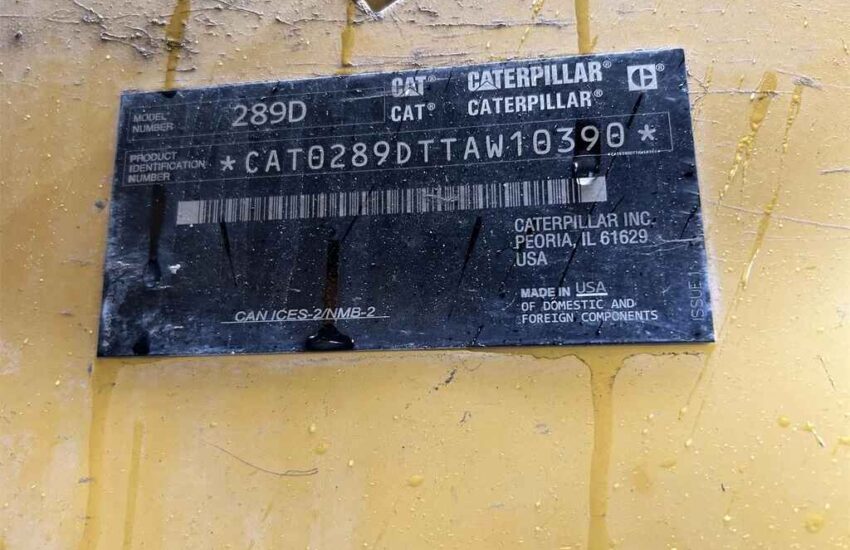 MODEL NUMBER 289D
CAT® CATERPILLAR®
CAT® CATERPILLAR®
PRODUCT IDENTIFICATION NUMBER *CAT0289DTTAW10390*
CATERPILLAR INC.
PEORIA, IL 61629
USA
MADE IN USA
OF DOMESTIC AND
FOREIGN COMPONENTS
CAN ICES-2/NMB-2
ISSUE 1